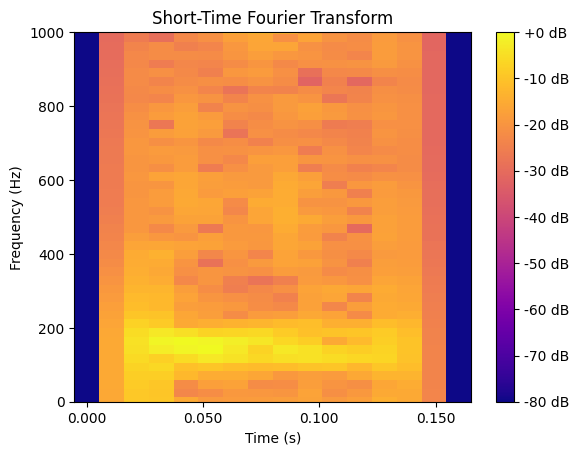 Short-Time Fourier Transform
1000
800
600
400
200
0
Frequency (Hz)
0.000
0.050
0.100
0.150
Time (s)
+0 dB
-10 dB
-20 dB
-30 dB
-40 dB
-50 dB
-60 dB
-70 dB
-80 dB